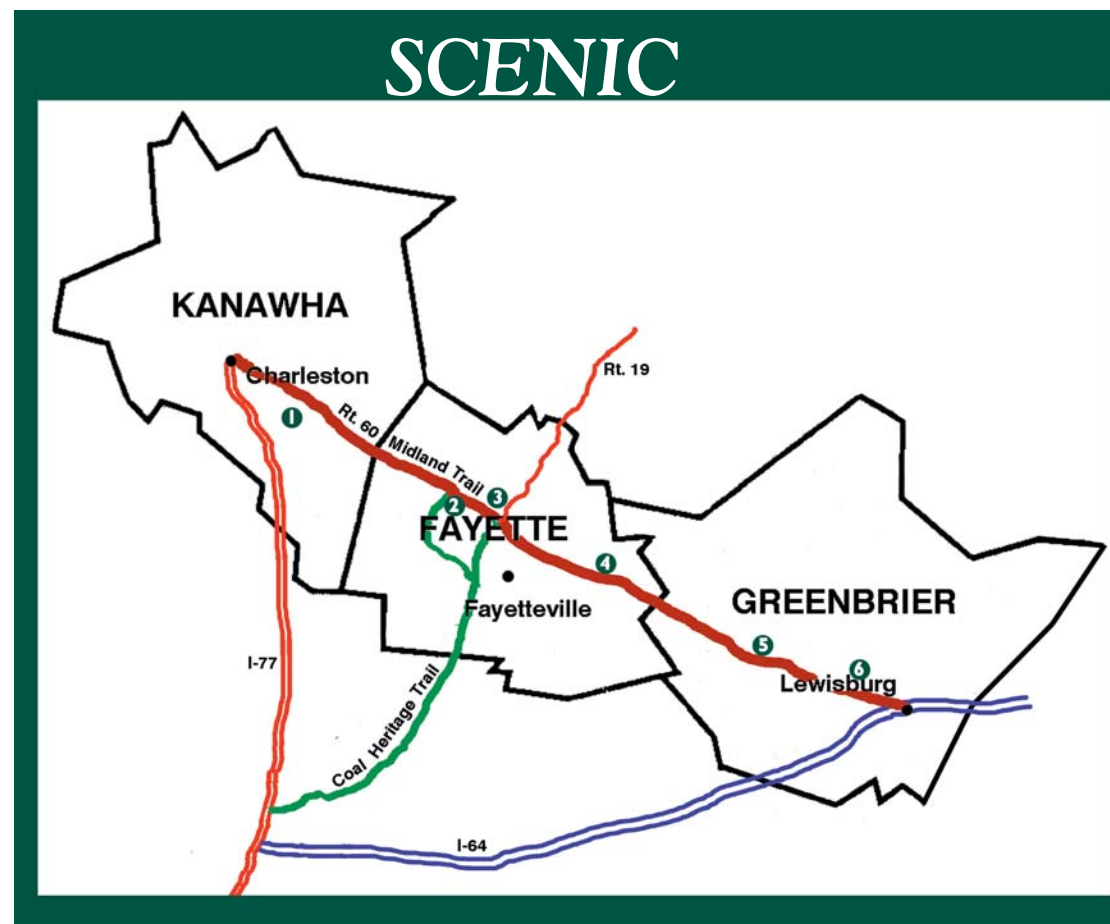 SCENIC
KANAWHA
Charleston
Rt. 19
1
Rt. 60 Midland Trail
2
3
FAYETTE
4
Fayetteville
GREENBRIER
5
6
I-77
Lewisburg
Coal Heritage Trail
I-64